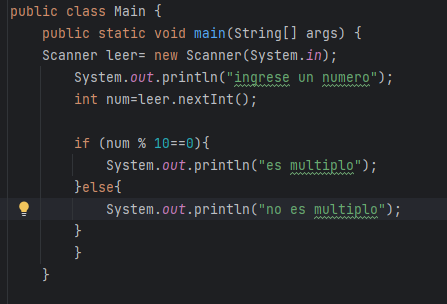 public class Main {
public static void main(String[] args) {
Scanner leer= new Scanner(System.in);
System.out.println("ingrese un numero");
int num=leer.nextInt();
if (num % 10==0){
System.out.println("es multiplo");
}else{
System.out.println("no es multiplo");
}
}
}